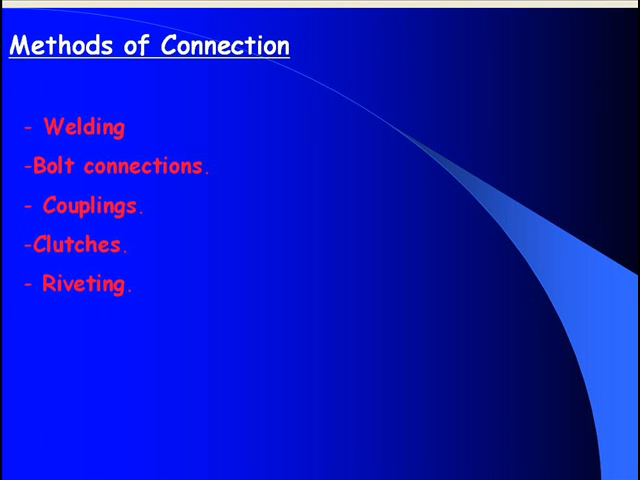 Methods of Connection
- Welding
-Bolt connections.
- Couplings.
-Clutches.
- Riveting.